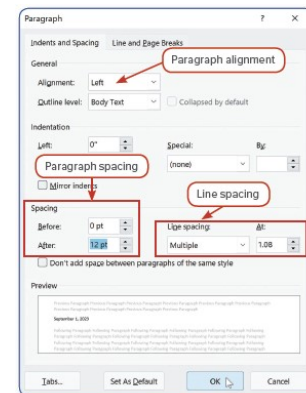 Paragraph ? ×
Indents and Spacing Line and Page Breaks
General
Paragraph alignment
Alignment: Left
Outline level: Body Text Collapsed by default
Indentation
Left: 0" Special: By:
(none)
Paragraph spacing
Mirror indents
Line spacing
Spacing
Before: 0 pt Line spacing: At:
After: 12 pt Multiple 1.08
Don't add space between paragraphs of the same style
Preview
September 1, 2023
Tabs... Set As Default OK Cancel